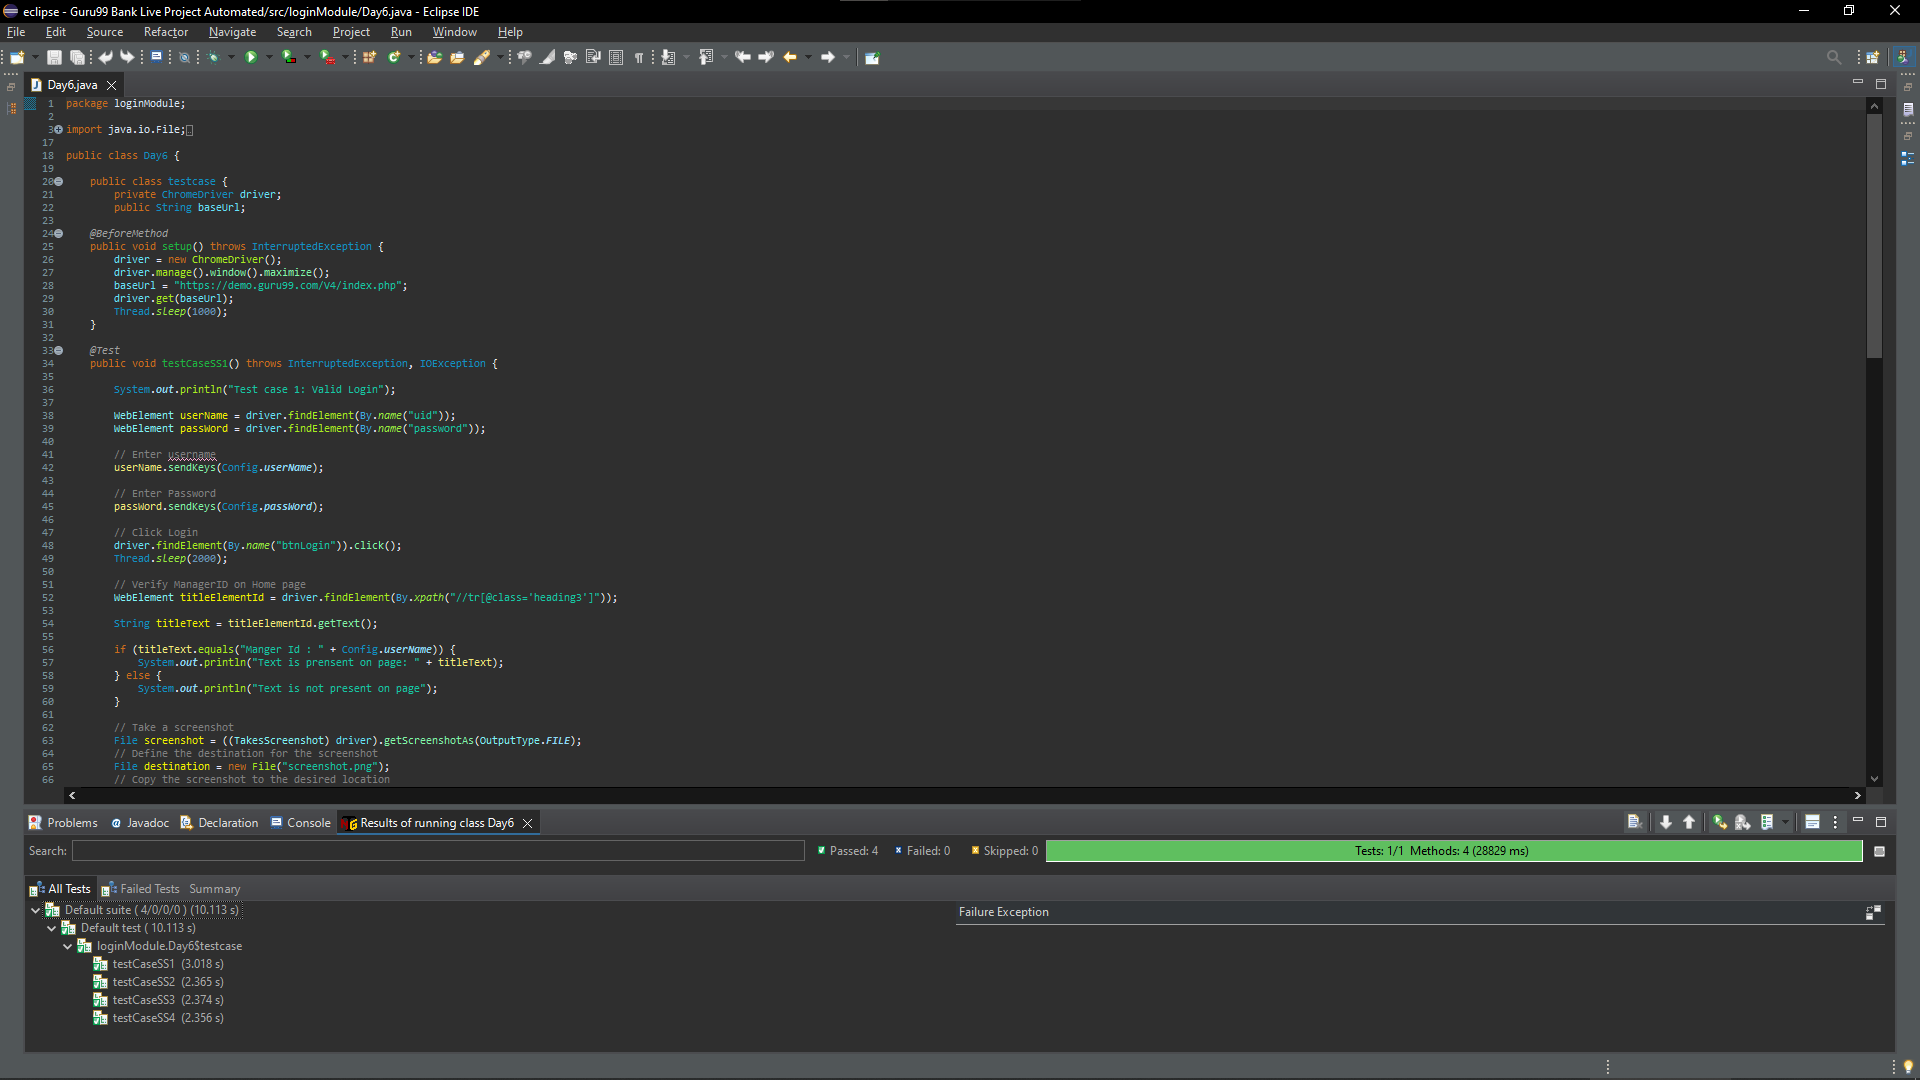 eclipse - Guru99 Bank Live Project Automated/src/loginModule/Day6.java - Eclipse IDE
File Edit Source Refactor Navigate Search Project Run Window Help
Day6.java
1 package loginModule;
2
3 import java.io.File;
17
18 public class Day6 {
19
20 public class testcase {
21 private ChromeDriver driver;
22 public String baseUrl;
23
24 @BeforeMethod
25 public void setup() throws InterruptedException {
26 driver = new ChromeDriver();
27 driver.manage().window().maximize();
28 baseUrl = "https://demo.guru99.com/V4/index.php";
29 driver.get(baseUrl);
30 Thread.sleep(1000);
31 }
32
33 @Test
34 public void testCaseSS1() throws InterruptedException, IOException {
35
36 System.out.println("Test case 1: Valid Login");
37
38 WebElement userName = driver.findElement(By.name("uid"));
39 WebElement passWord = driver.findElement(By.name("password"));
40
41 // Enter username
42 userName.sendKeys(Config.userName);
43
44 // Enter Password
45 passWord.sendKeys(Config.passWord);
46
47 // Click Login
48 driver.findElement(By.name("btnLogin")).click();
49 Thread.sleep(2000);
50
51 // Verify ManagerID on Home page
52 WebElement titleElementId = driver.findElement(By.xpath("//tr[@class='heading3']"));
53
54 String titleText = titleElementId.getText();
55
56 if (titleText.equals("Manger Id : " + Config.userName)) {
57 System.out.println("Text is prensent on page: " + titleText);
58 } else {
59 System.out.println("Text is not present on page");
60 }
61
62 // Take a screenshot
63 File screenshot = ((TakesScreenshot) driver).getScreenshotAs(OutputType.FILE);
64 // Define the destination for the screenshot
65 File destination = new File("screenshot.png");
66 // Copy the screenshot to the desired location
Problems Javadoc Declaration Console Results of running class Day6
Search: Passed: 4 Failed: 0 Skipped: 0 Tests: 1/1 Methods: 4 (28829 ms)
All Tests Failed Tests Summary
Default suite ( 4/0/0/0 ) (10.113 s)
Failure Exception
Default test ( 10.113 s)
loginModule.Day6$testcase
testCaseSS1 (3.018 s)
testCaseSS2 (2.365 s)
testCaseSS3 (2.374 s)
testCaseSS4 (2.356 s)